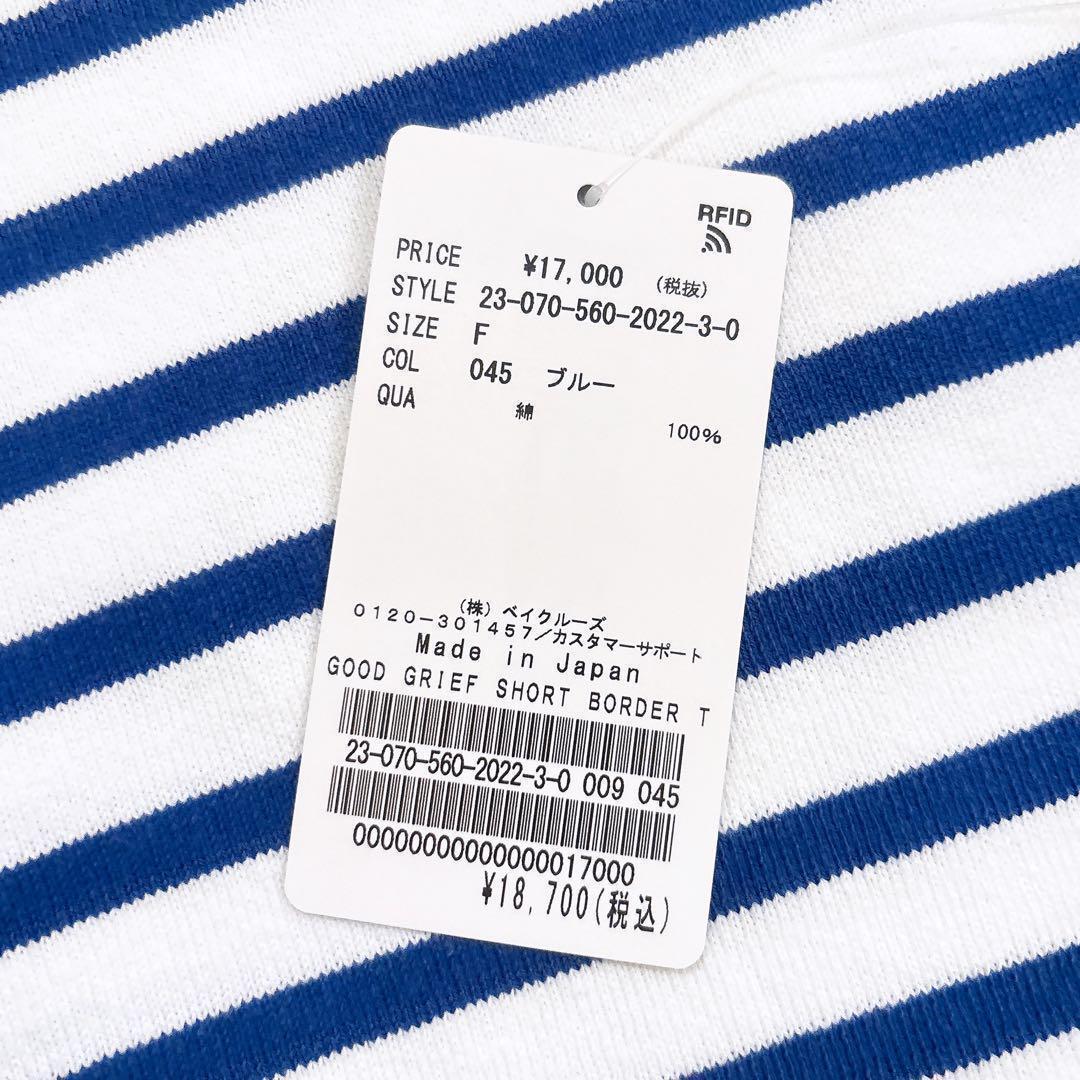 RFID
PRICE ¥17,000 (税抜)
STYLE 23-070-560-2022-3-0
SIZE F
COL 045 ブルー
QUA 綿 100%
(株) ベイクルーズ
0120-301457/カスタマーサポート
Made in Japan
GOOD GRIEF SHORT BORDER T
23-070-560-2022-3-0 009 045
00000000000000017000
¥18,700(税込)